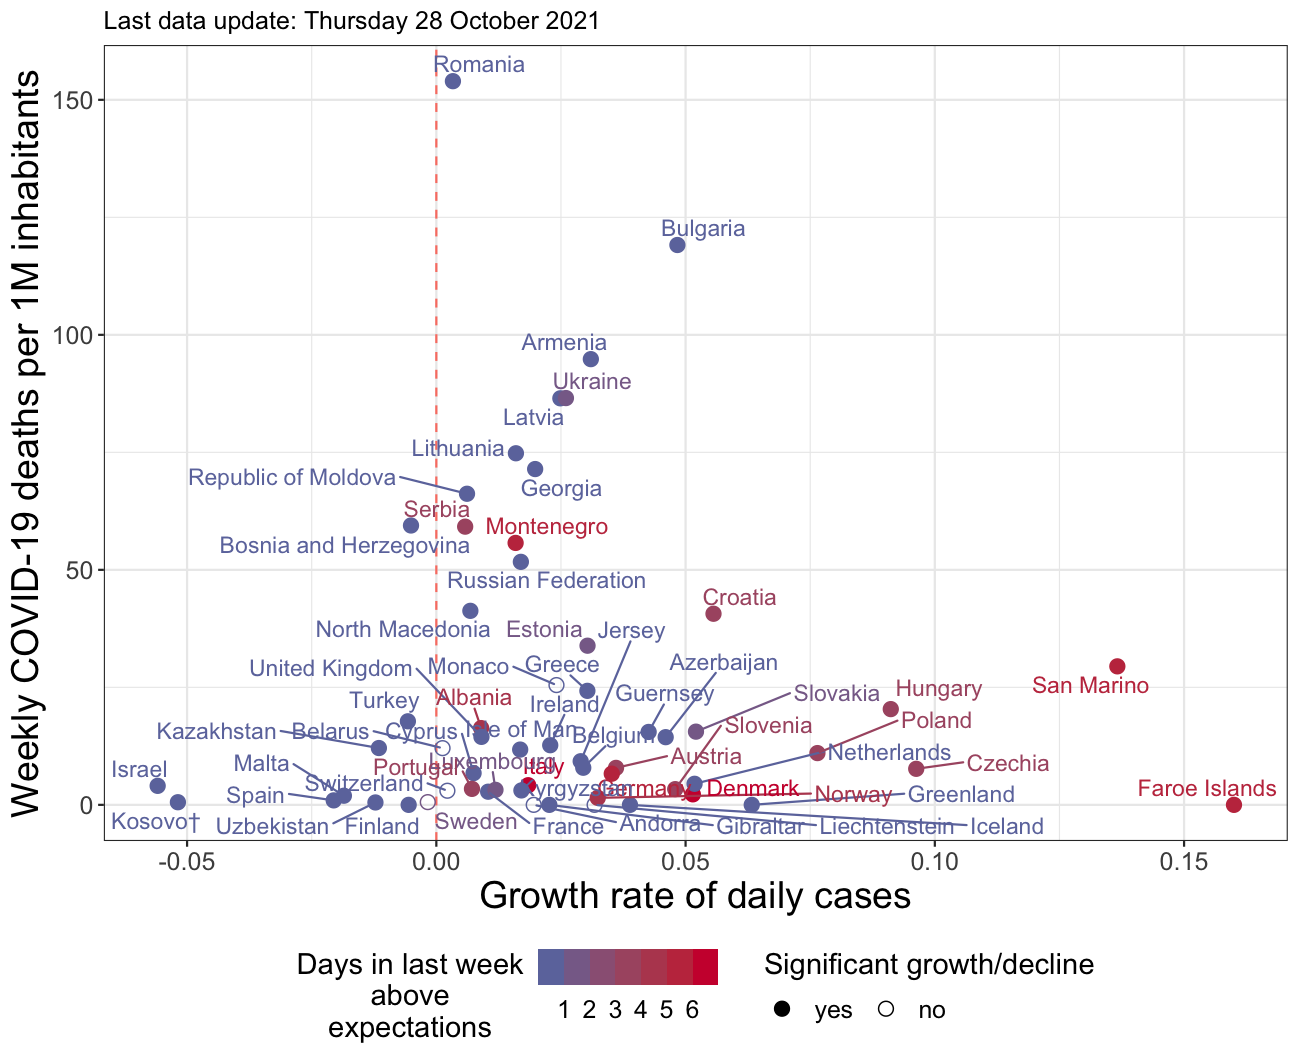 Last data update: Thursday 28 October 2021
Weekly COVID-19 deaths per 1M inhabitants
150
100
50
0
Romania
Bulgaria
Armenia
Ukraine
Latvia
Lithuania
Republic of Moldova
Georgia
Serbia
Montenegro
Bosnia and Herzegovina
Russian Federation
Croatia
North Macedonia
Estonia
Jersey
United Kingdom
Monaco
Greece
Azerbaijan
San Marino
Turkey
Albania
Ireland
Guernsey
Slovakia
Hungary
Kazakhstan
Belarus
Cyprus
Isle of Man
Belgium
Slovenia
Poland
Israel
Malta
Portugal
Luxembourg
Italy
Austria
Netherlands
Czechia
Spain
Switzerland
Kyrgyzstan
Germany
Denmark
Norway
Greenland
Faroe Islands
Kosovo†
Uzbekistan
Finland
Sweden
France
Andorra
Gibraltar
Liechtenstein
Iceland
-0.05
0.00
0.05
0.10
0.15
Growth rate of daily cases
Days in last week
above
expectations
1 2 3 4 5 6
Significant growth/decline
yes
no